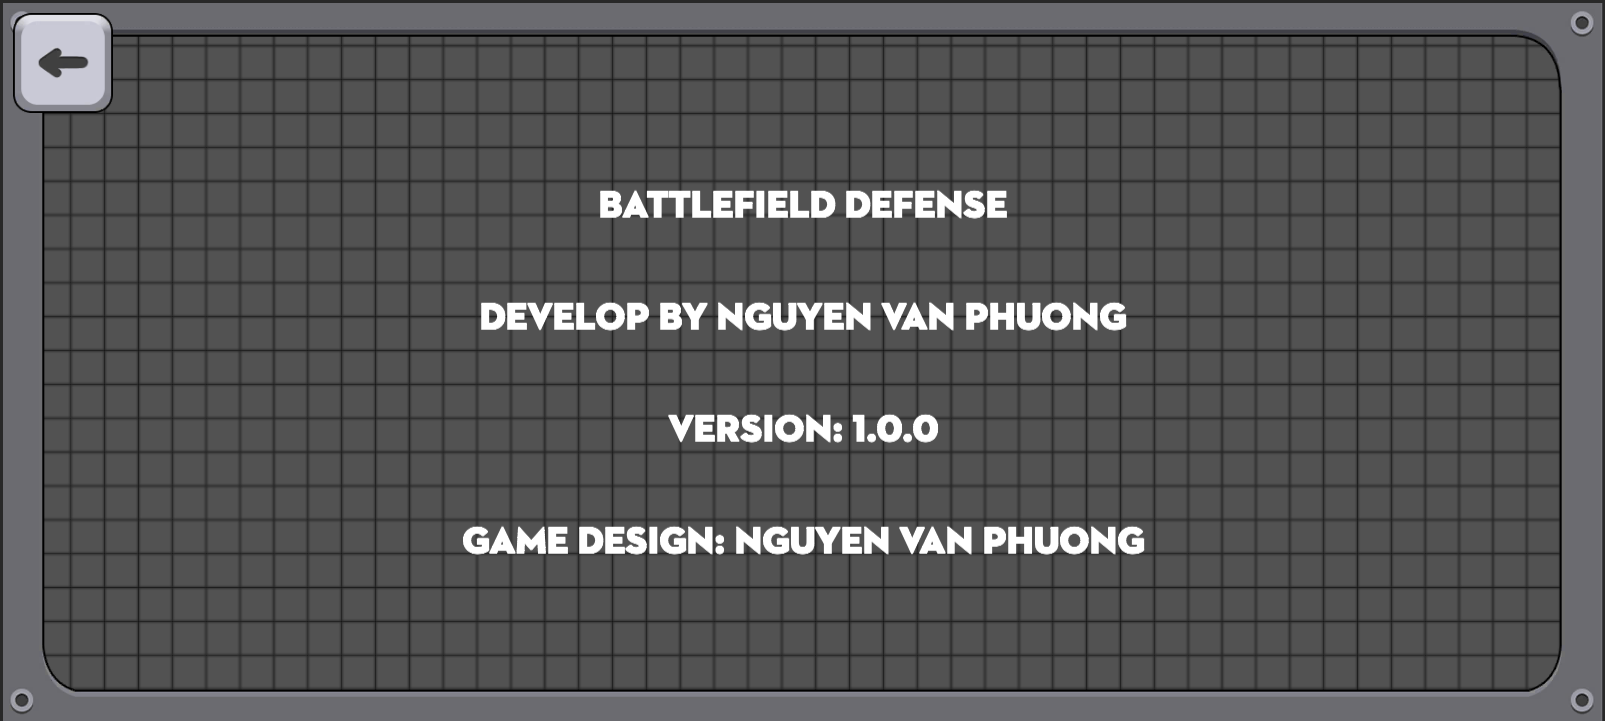 BATTLEFIELD DEFENSE
DEVELOP BY NGUYEN VAN PHUONG
VERSION: 1.0.0
GAME DESIGN: NGUYEN VAN PHUONG